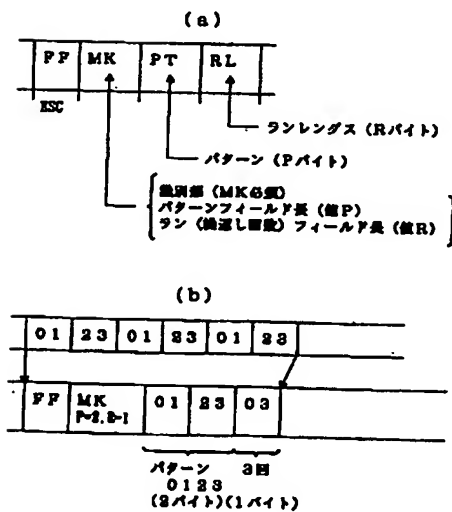 (a)
FF MK PT RL
ESC
ランレングス (Rバイト)
パターン (Pバイト)
識別部 (MK必須)
パターンフィールド長 (値P)
ラン (繰返し回数) フィールド長 (値R)
(b)
01 23 01 23 01 23
FF MK 01 23 03
パターン 3回
0123
(2バイト)(1バイト)